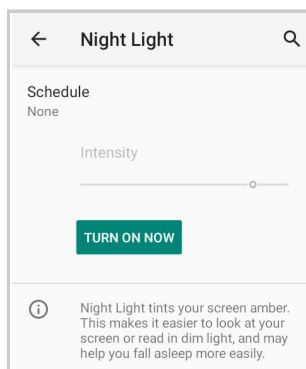 Night Light
Schedule
None
Intensity
TURN ON NOW
Night Light tints your screen amber.
This makes it easier to look at your
screen or read in dim light, and may
help you fall asleep more easily.